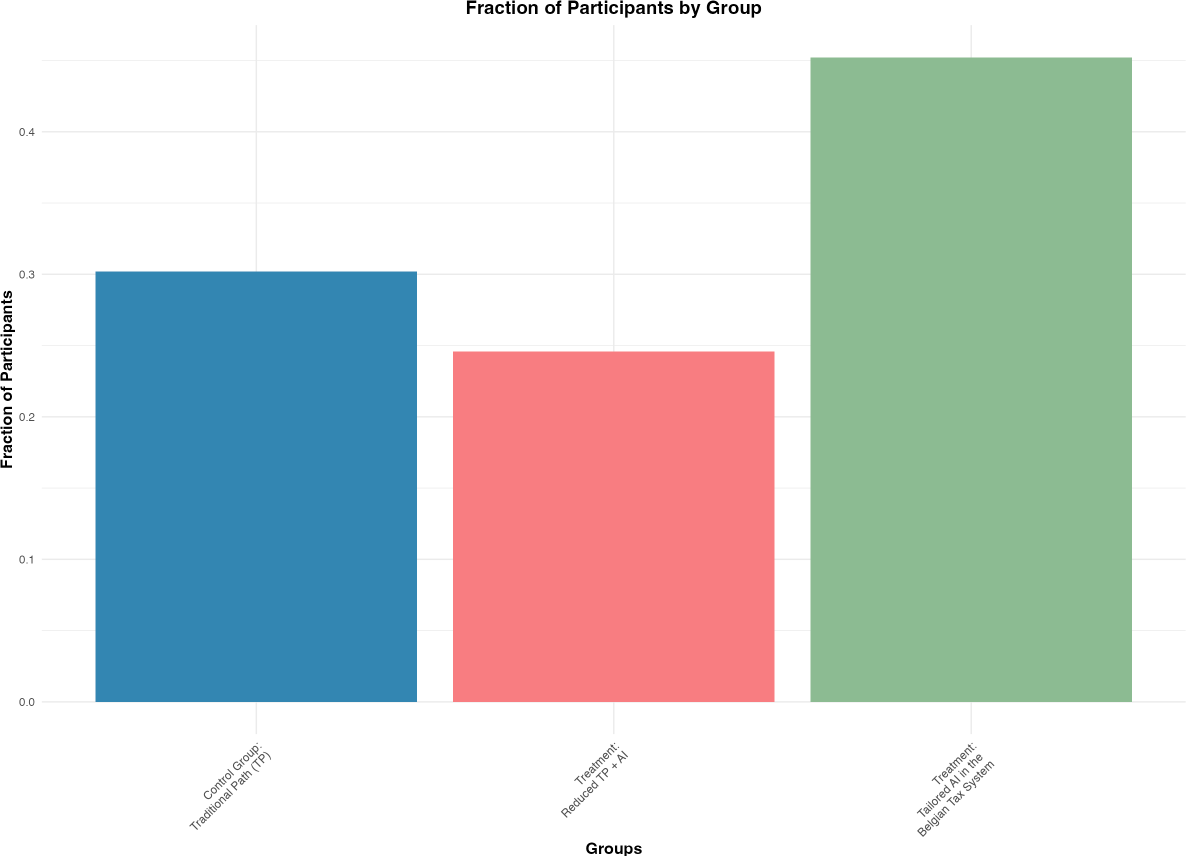 Fraction of Participants by Group
Fraction of Participants
0.4
0.3
0.2
0.1
0.0
Control Group:
Traditional Path (TP)
Treatment:
Reduced TP + AI
Treatment:
Tailored AI in the
Belgian Tax System
Groups